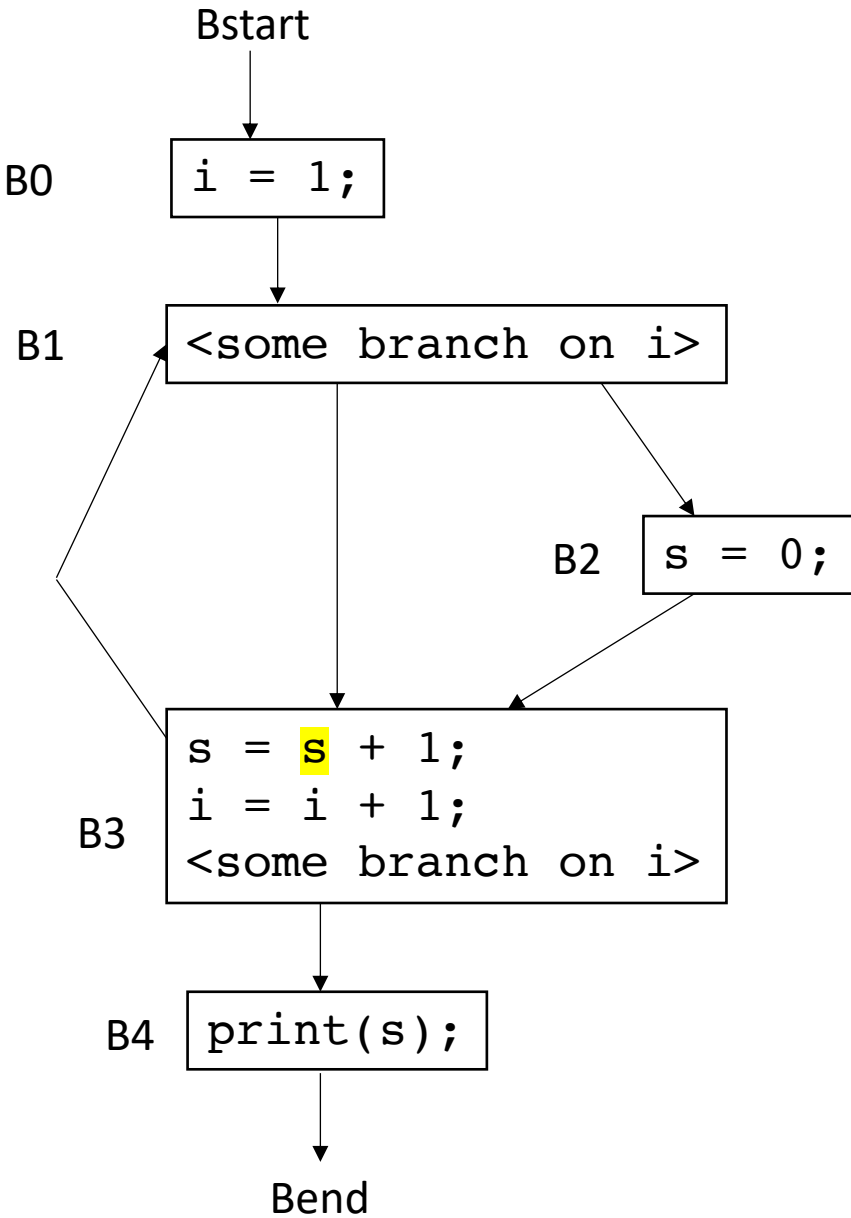 Bstart
B0
i = 1;
B1
<some branch on i>
B2
s = 0;
B3
s = s + 1;
i = i + 1;
<some branch on i>
B4
print(s);
Bend